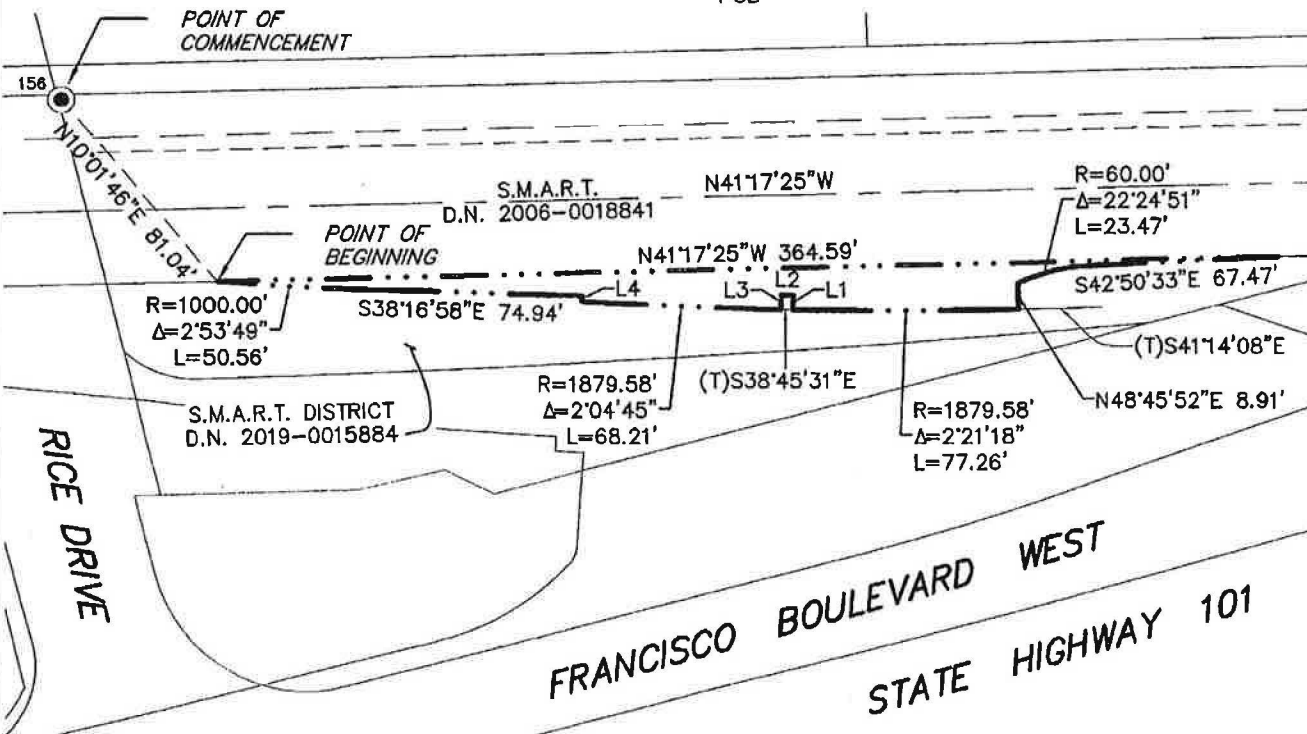 POINT OF
COMMENCEMENT
156
N10°01'46"E 81.04'
S.M.A.R.T.
D.N. 2006-0018841
N41°17'25"W
R=60.00'
Δ=22°24'51"
L=23.47'
POINT OF
BEGINNING
N41°17'25"W 364.59'
L2
L4
L3
L1
S42°50'33"E 67.47'
R=1000.00'
Δ=2°53'49"
L=50.56'
S38°16'58"E 74.94'
(T)S41°14'08"E
R=1879.58'
Δ=2°04'45"
L=68.21'
(T)S38°45'31"E
N48°45'52"E 8.91'
S.M.A.R.T. DISTRICT
D.N. 2019-0015884
R=1879.58'
Δ=2°21'18"
L=77.26'
RICE DRIVE
FRANCISCO BOULEVARD WEST
STATE HIGHWAY 101